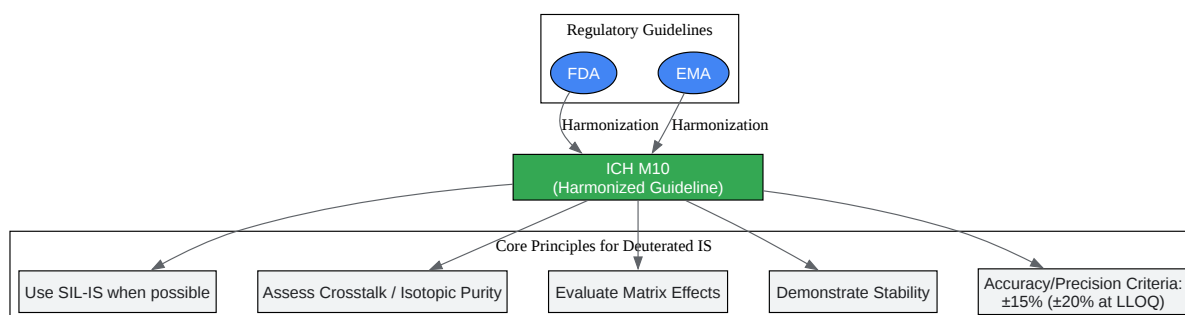 Regulatory Guidelines
FDA
EMA
Harmonization
Harmonization
ICH M10
(Harmonized Guideline)
Core Principles for Deuterated IS
Use SIL-IS when possible
Assess Crosstalk / Isotopic Purity
Evaluate Matrix Effects
Demonstrate Stability
Accuracy/Precision Criteria:
±15% (±20% at LLOQ)